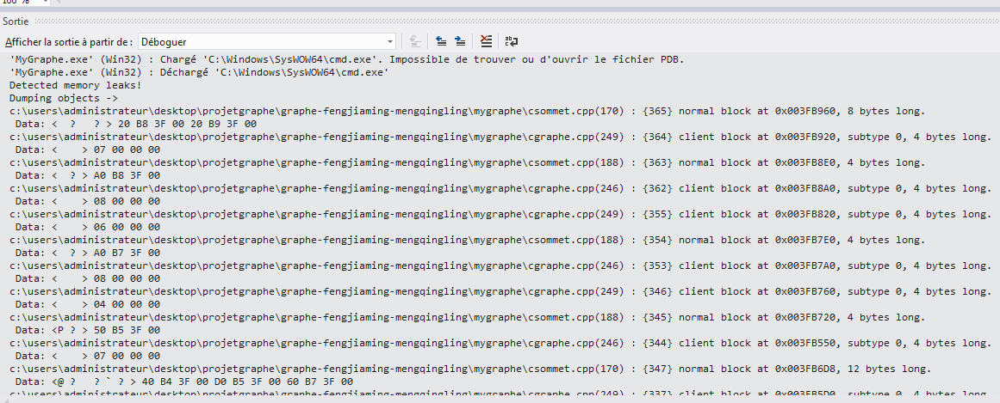 100 %
Sortie
Afficher la sortie à partir de : Déboguer
'MyGraphe.exe' (Win32) : Chargé 'C:\Windows\SysWOW64\cmd.exe'. Impossible de trouver ou d'ouvrir le fichier PDB.
'MyGraphe.exe' (Win32) : Déchargé 'C:\Windows\SysWOW64\cmd.exe'
Detected memory leaks!
Dumping objects ->
c:\users\administrateur\desktop\projetgraphe\graphe-fengjiaming-mengqingling\mygraphe\csommet.cpp(170) : {365} normal block at 0x003FB960, 8 bytes long.
Data: <  ?   ? > 20 B8 3F 00 20 B9 3F 00
c:\users\administrateur\desktop\projetgraphe\graphe-fengjiaming-mengqingling\mygraphe\cgraphe.cpp(249) : {364} client block at 0x003FB920, subtype 0, 4 bytes long.
Data: <    > 07 00 00 00
c:\users\administrateur\desktop\projetgraphe\graphe-fengjiaming-mengqingling\mygraphe\csommet.cpp(188) : {363} normal block at 0x003FB8E0, 4 bytes long.
Data: <  ? > A0 B8 3F 00
c:\users\administrateur\desktop\projetgraphe\graphe-fengjiaming-mengqingling\mygraphe\cgraphe.cpp(246) : {362} client block at 0x003FB8A0, subtype 0, 4 bytes long.
Data: <    > 08 00 00 00
c:\users\administrateur\desktop\projetgraphe\graphe-fengjiaming-mengqingling\mygraphe\cgraphe.cpp(249) : {355} client block at 0x003FB820, subtype 0, 4 bytes long.
Data: <    > 06 00 00 00
c:\users\administrateur\desktop\projetgraphe\graphe-fengjiaming-mengqingling\mygraphe\csommet.cpp(188) : {354} normal block at 0x003FB7E0, 4 bytes long.
Data: <  ? > A0 B7 3F 00
c:\users\administrateur\desktop\projetgraphe\graphe-fengjiaming-mengqingling\mygraphe\cgraphe.cpp(246) : {353} client block at 0x003FB7A0, subtype 0, 4 bytes long.
Data: <    > 08 00 00 00
c:\users\administrateur\desktop\projetgraphe\graphe-fengjiaming-mengqingling\mygraphe\cgraphe.cpp(249) : {346} client block at 0x003FB760, subtype 0, 4 bytes long.
Data: <    > 04 00 00 00
c:\users\administrateur\desktop\projetgraphe\graphe-fengjiaming-mengqingling\mygraphe\csommet.cpp(188) : {345} normal block at 0x003FB720, 4 bytes long.
Data: <P ? > 50 B5 3F 00
c:\users\administrateur\desktop\projetgraphe\graphe-fengjiaming-mengqingling\mygraphe\cgraphe.cpp(246) : {344} client block at 0x003FB550, subtype 0, 4 bytes long.
Data: <    > 07 00 00 00
c:\users\administrateur\desktop\projetgraphe\graphe-fengjiaming-mengqingling\mygraphe\csommet.cpp(170) : {347} normal block at 0x003FB6D8, 12 bytes long.
Data: <@ ?   ? ` ? > 40 B4 3F 00 D0 B5 3F 00 60 B7 3F 00
c:\users\administrateur\desktop\projetgraphe\graphe-fengjiaming-mengqingling\mygraphe\cgraphe.cpp(249) : {337} client block at 0x003FB5D0, subtype 0, 4 bytes long.